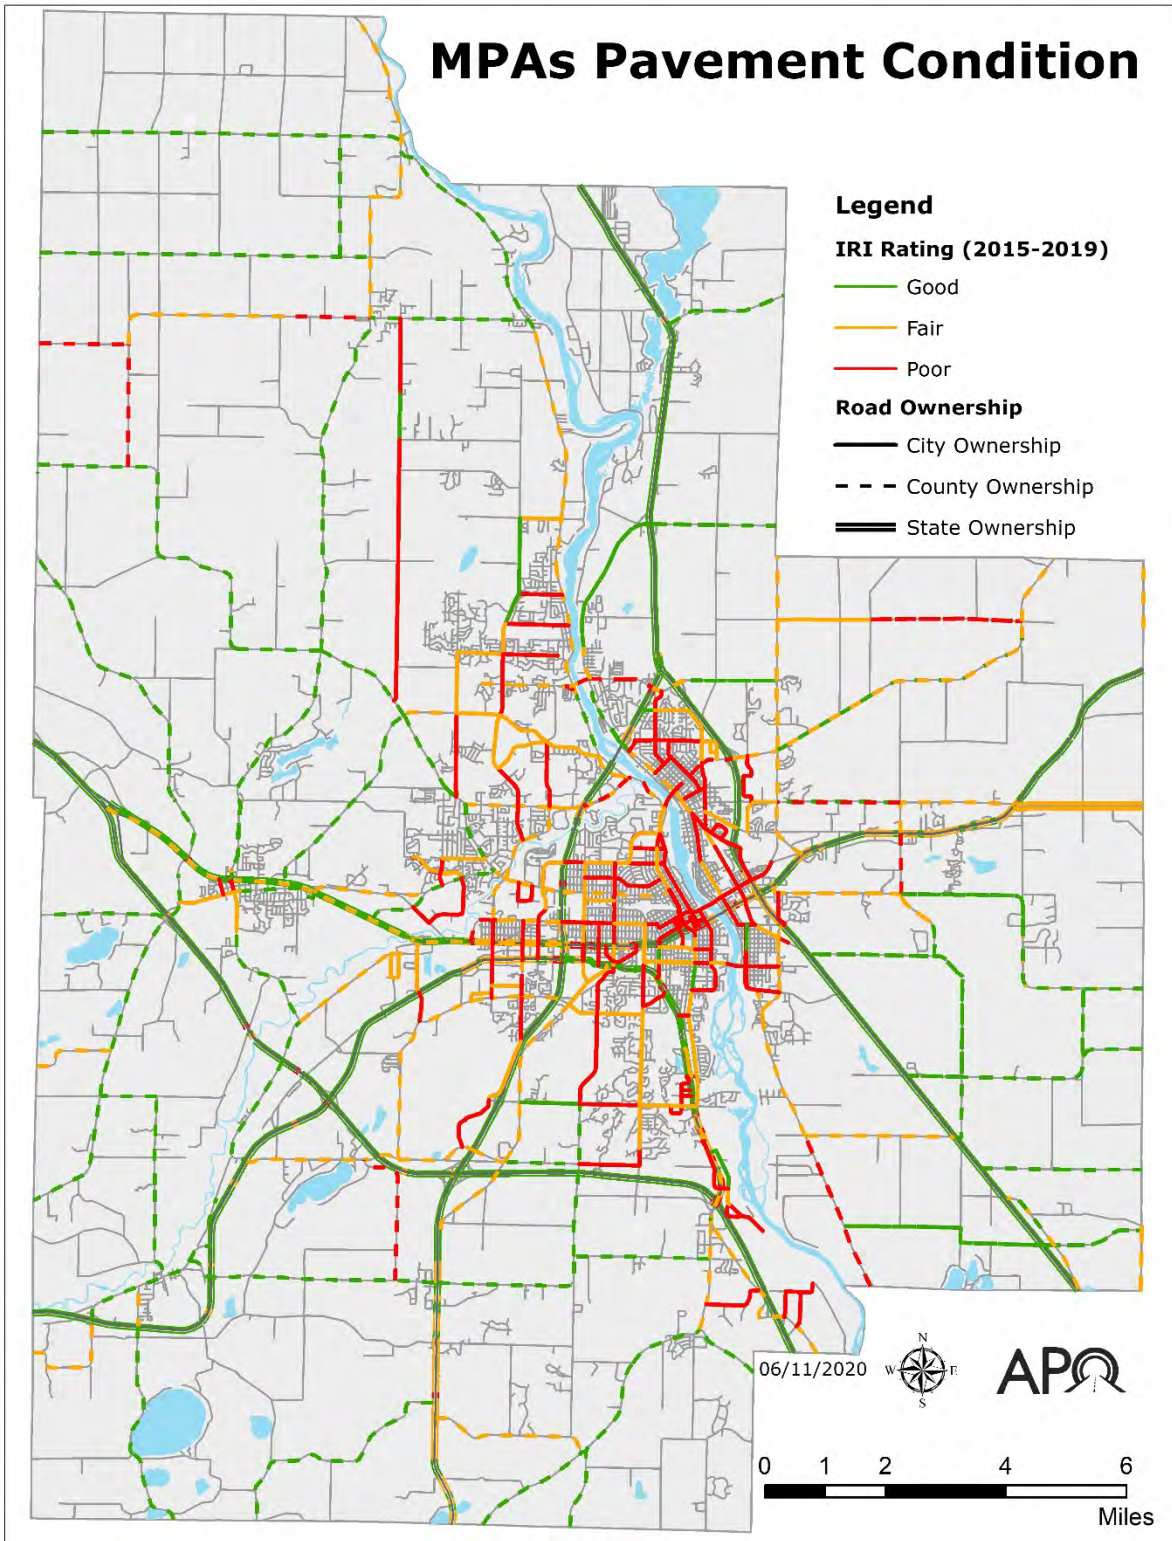 MPAs Pavement Condition
Legend
IRI Rating (2015-2019)
Good
Fair
Poor
Road Ownership
City Ownership
County Ownership
State Ownership
06/11/2020
N
W
E
S
APO
0 1 2 4 6
Miles